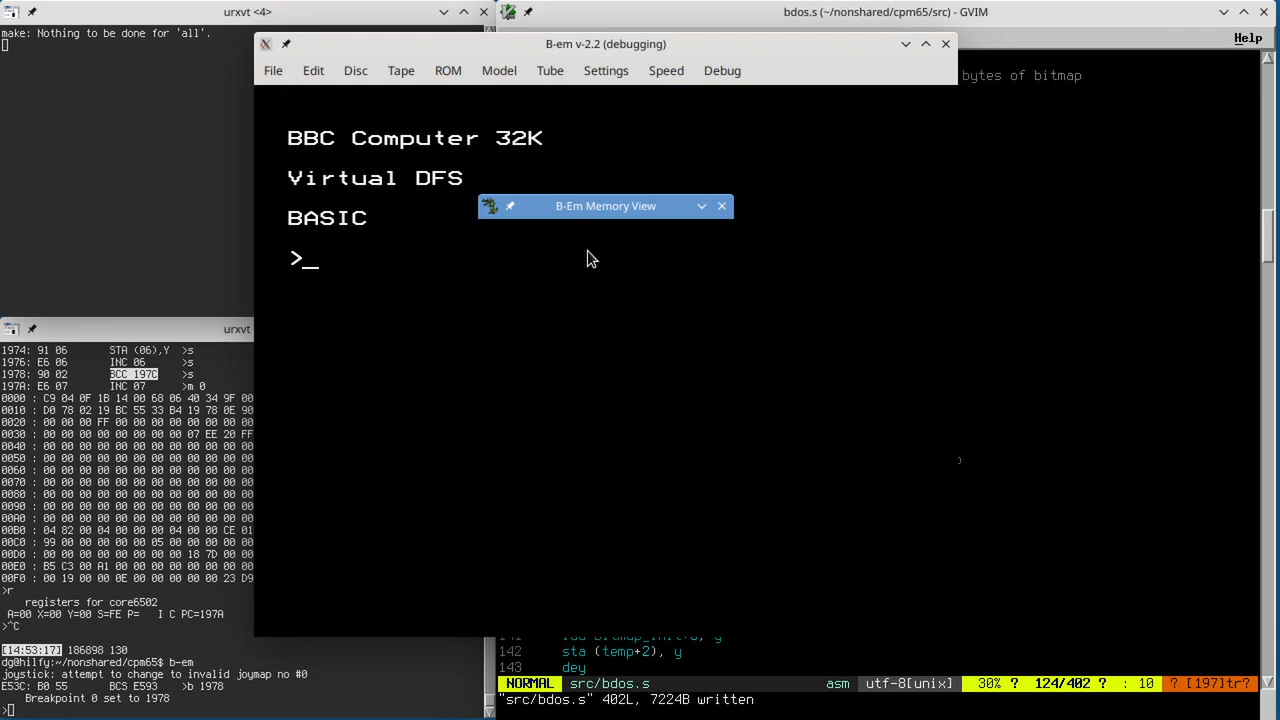 urxvt <4>
make: Nothing to be done for 'all'.
bdos.s (~/nonshared/cpm65/src) - GVIM
Help
bytes of bitmap
B-em v-2.2 (debugging)
File Edit Disc Tape ROM Model Tube Settings Speed Debug
BBC Computer 32K
Virtual DFS
BASIC
>_
B-Em Memory View
urxvt
1974: 91 06 STA (06),Y >s
1976: E6 06 INC 06 >s
1978: 90 02 BCC 197C >s
197A: E6 07 INC 07 >m 0
0000 : C9 04 0F 1B 14 00 68 06 40 34 9F 00
0010 : D0 78 02 19 BC 55 33 B4 19 78 0E 90
0020 : 00 00 00 FF 00 00 00 00 00 00 00 00
0030 : 00 00 00 00 00 00 00 00 07 EE 20 FF
0040 : 00 00 00 00 00 00 00 00 00 00 00 00
0050 : 00 00 00 00 00 00 00 00 00 00 00 00
0060 : 00 00 00 00 00 00 00 00 00 00 00 00
0070 : 00 00 00 00 00 00 00 00 00 00 00 00
0080 : 00 00 00 00 00 00 00 00 00 00 00 00
0090 : 00 00 00 00 00 00 00 00 00 00 00 00
00A0 : 00 00 00 00 00 00 00 00 00 00 00 00
00B0 : 04 82 00 04 00 00 00 04 00 00 CE 01
00C0 : 99 00 00 00 00 00 05 00 00 00 00 00
00D0 : 00 00 00 00 00 00 00 00 18 7D 00 00
00E0 : B5 C3 00 A1 00 00 00 00 00 00 00 00
00F0 : 00 19 00 00 0E 00 00 00 00 00 23 D9
>r
registers for core6502
A=00 X=00 Y=00 S=FE P= I C PC=197A
>^C
[14:53:17] 186898 130
dg@hilfy:~/nonshared/cpm65$ b-em
joystick: attempt to change to invalid joymap no #0
E53C: B0 55 BCS E593 >b 1978
Breakpoint 0 set to 1978
>
142 sta (temp+2), y
143 dey
NORMAL src/bdos.s asm utf-8[unix] 30% ? 124/402 ? : 10 ? [197]tr?
"src/bdos.s" 402L, 7224B written